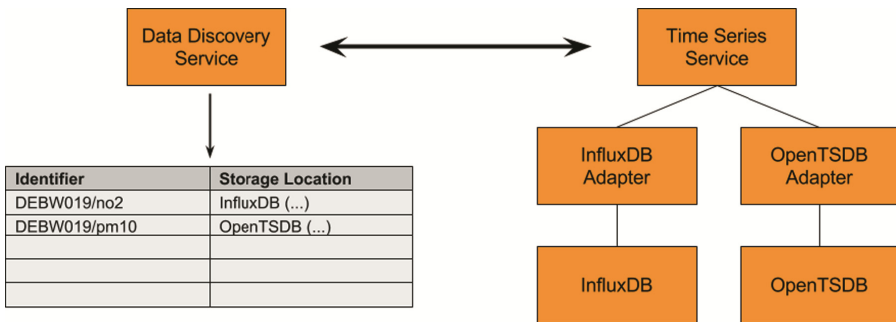 Data Discovery
Service
Time Series
Service
InfluxDB
Adapter
OpenTSDB
Adapter
Identifier Storage Location
DEBW019/no2 InfluxDB (...)
DEBW019/pm10 OpenTSDB (...)
InfluxDB
OpenTSDB